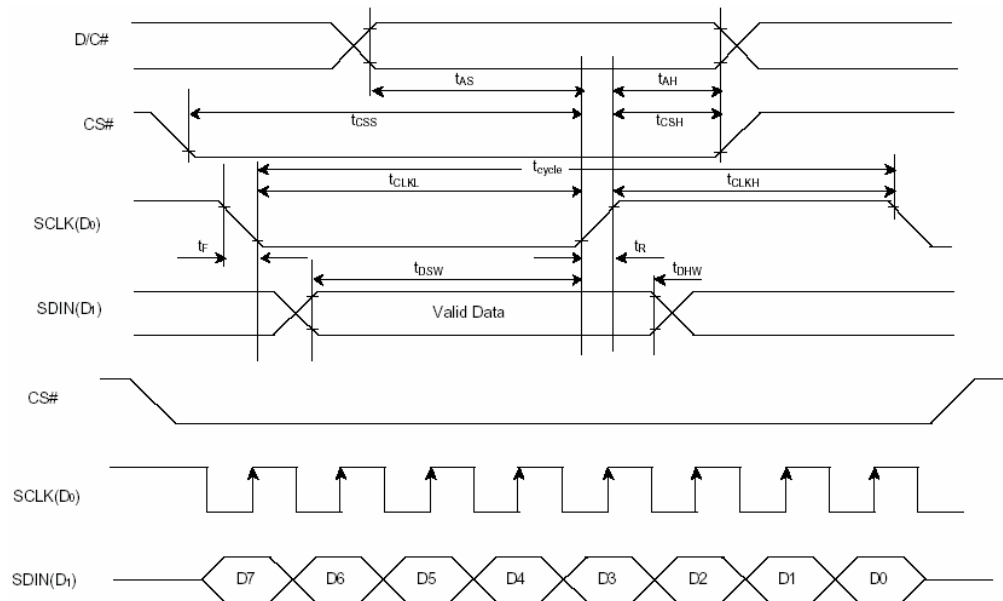 D/C#
tAS
tAH
CS#
tCSS
tCSH
tcycle
tCLKL
tCLKH
SCLK(D0)
tF
tR
tDSW
tDHW
SDIN(D1)
Valid Data
CS#
SCLK(D0)
SDIN(D1)
D7 D6 D5 D4 D3 D2 D1 D0